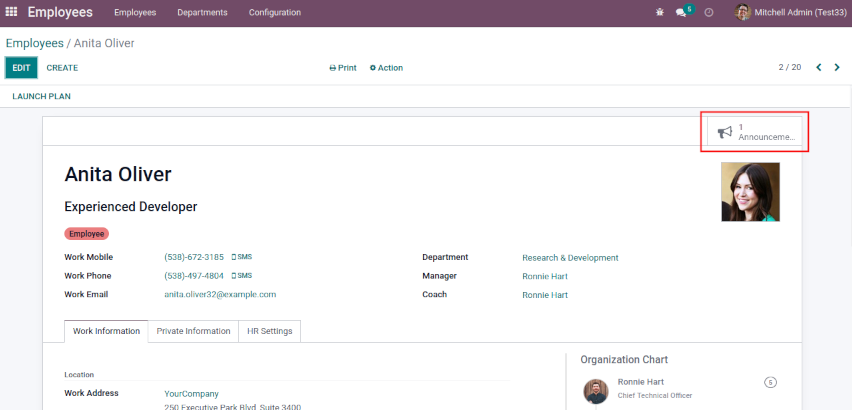 Employees Employees Departments Configuration 5 Mitchell Admin (Test33)
Employees / Anita Oliver
EDIT CREATE Print Action 2 / 20
LAUNCH PLAN
1
Announceme...
Anita Oliver
Experienced Developer
Employee
Work Mobile (538)-672-3185 SMS Department Research & Development
Work Phone (538)-497-4804 SMS Manager Ronnie Hart
Work Email anita.oliver32@example.com Coach Ronnie Hart
Work Information Private Information HR Settings
Location Organization Chart
Ronnie Hart 5
Chief Technical Officer
Work Address YourCompany
250 Executive Park Blvd, Suite 3400